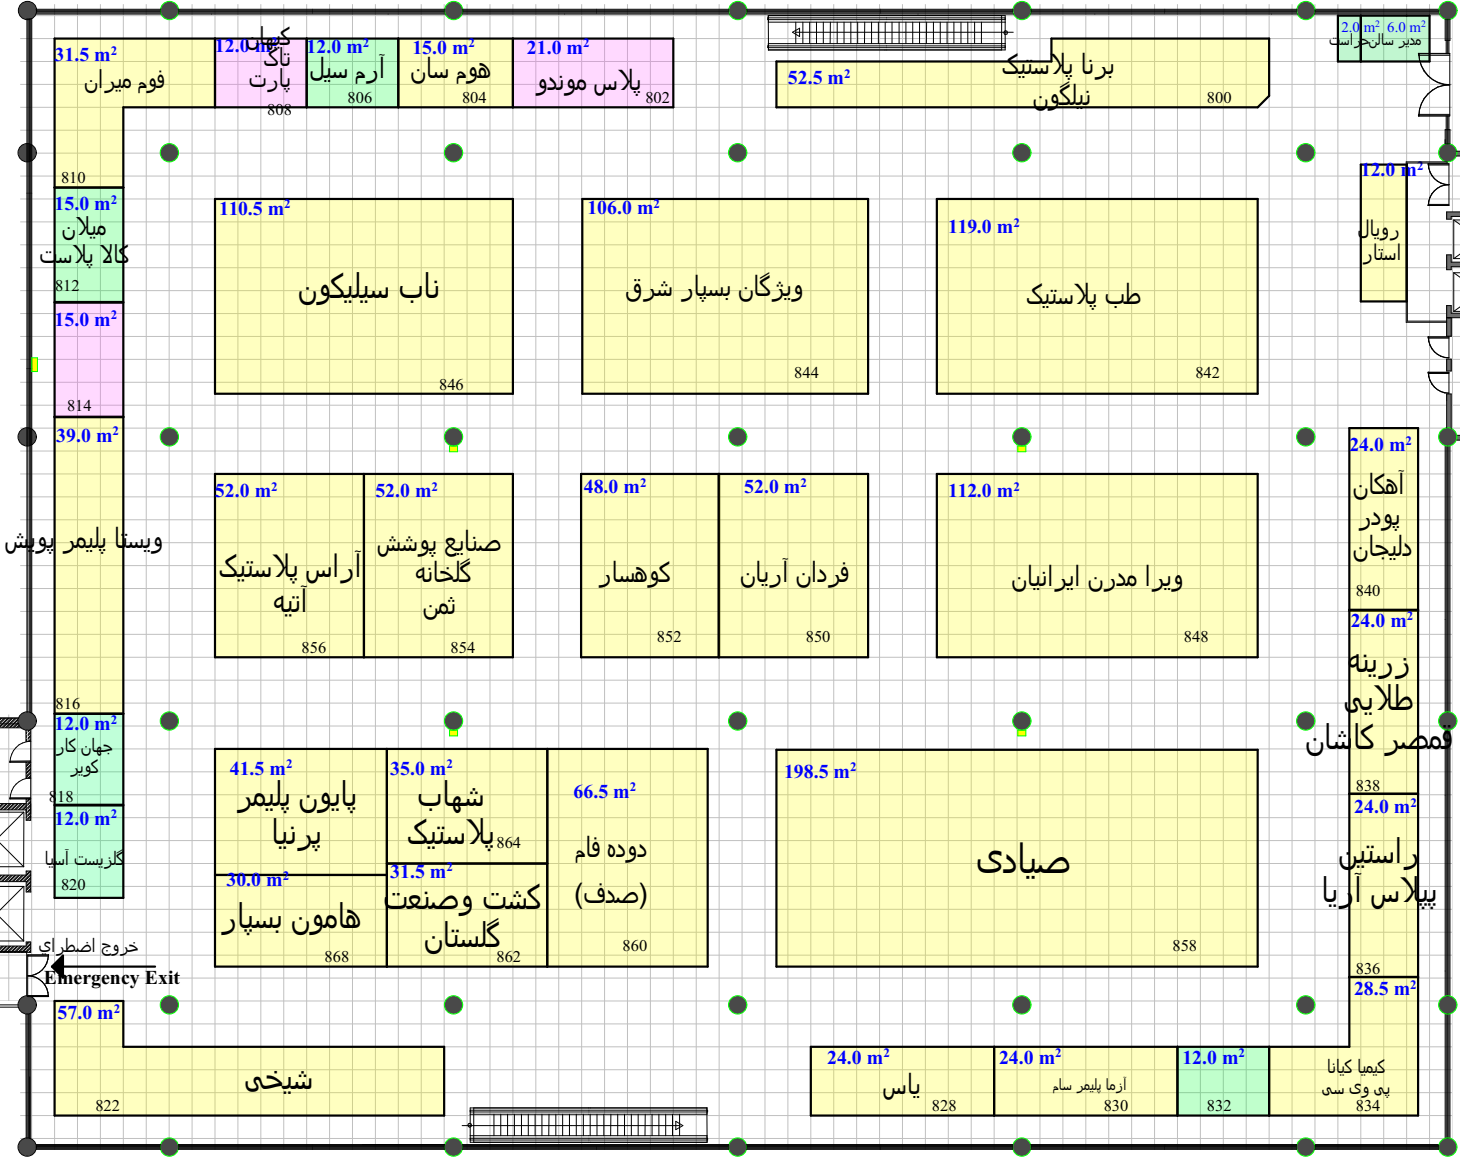 31.5 m²
فوم میران
810
12.0 m²
کیهان
تاک
پارت
808
12.0 m²
آرم سیل
806
15.0 m²
هوم سان
804
21.0 m²
پلاس موندو
802
52.5 m²
برنا پلاستیک
نیلگون
800
2.0 m²
حراست
6.0 m²
مدیر سالن
15.0 m²
میلان
کالا پلاست
812
110.5 m²
ناب سیلیکون
846
106.0 m²
ویژگان بسپار شرق
844
119.0 m²
طب پلاستیک
842
12.0 m²
رویال
استار
15.0 m²
814
39.0 m²
ویستا پلیمر پویش
816
52.0 m²
آراس پلاستیک
آتیه
856
52.0 m²
صنایع پوشش
گلخانه
ثمن
854
48.0 m²
کوهسار
852
52.0 m²
فردان آریان
850
112.0 m²
ویرا مدرن ایرانیان
848
24.0 m²
آهکان
پودر
دلیجان
840
24.0 m²
زرینه
طلایی
قمصر کاشان
838
12.0 m²
جهان کار
کویر
818
12.0 m²
گلزیست آسیا
820
41.5 m²
پایون پلیمر
پرنیا
35.0 m²
شهاب
پلاستیک
864
66.5 m²
دوده فام
(صدف)
860
30.0 m²
هامون بسپار
868
31.5 m²
کشت وصنعت
گلستان
862
198.5 m²
صیادی
858
24.0 m²
راستین
پیلاس آریا
836
خروج اضطراي
Emergency Exit
57.0 m²
شیخی
822
24.0 m²
یاس
828
24.0 m²
آزما پلیمر سام
830
12.0 m²
832
28.5 m²
کیمیا کیانا
پی وی سی
834